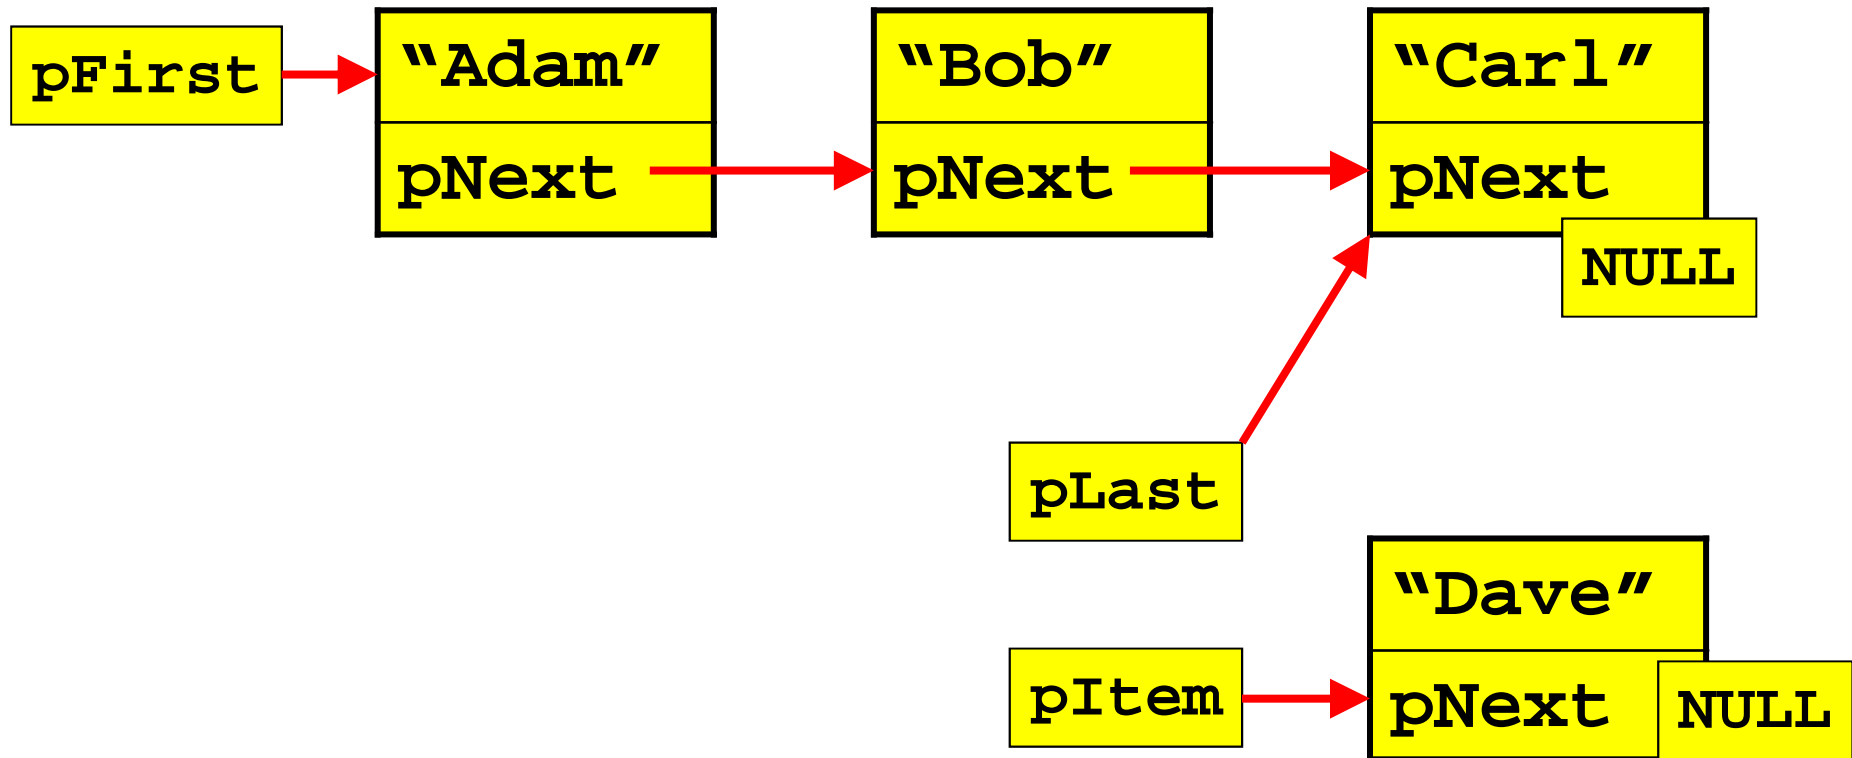 pFirst
“Adam”
pNext
“Bob”
pNext
“Carl”
pNext
NULL
pLast
“Dave”
pItem
pNext
NULL